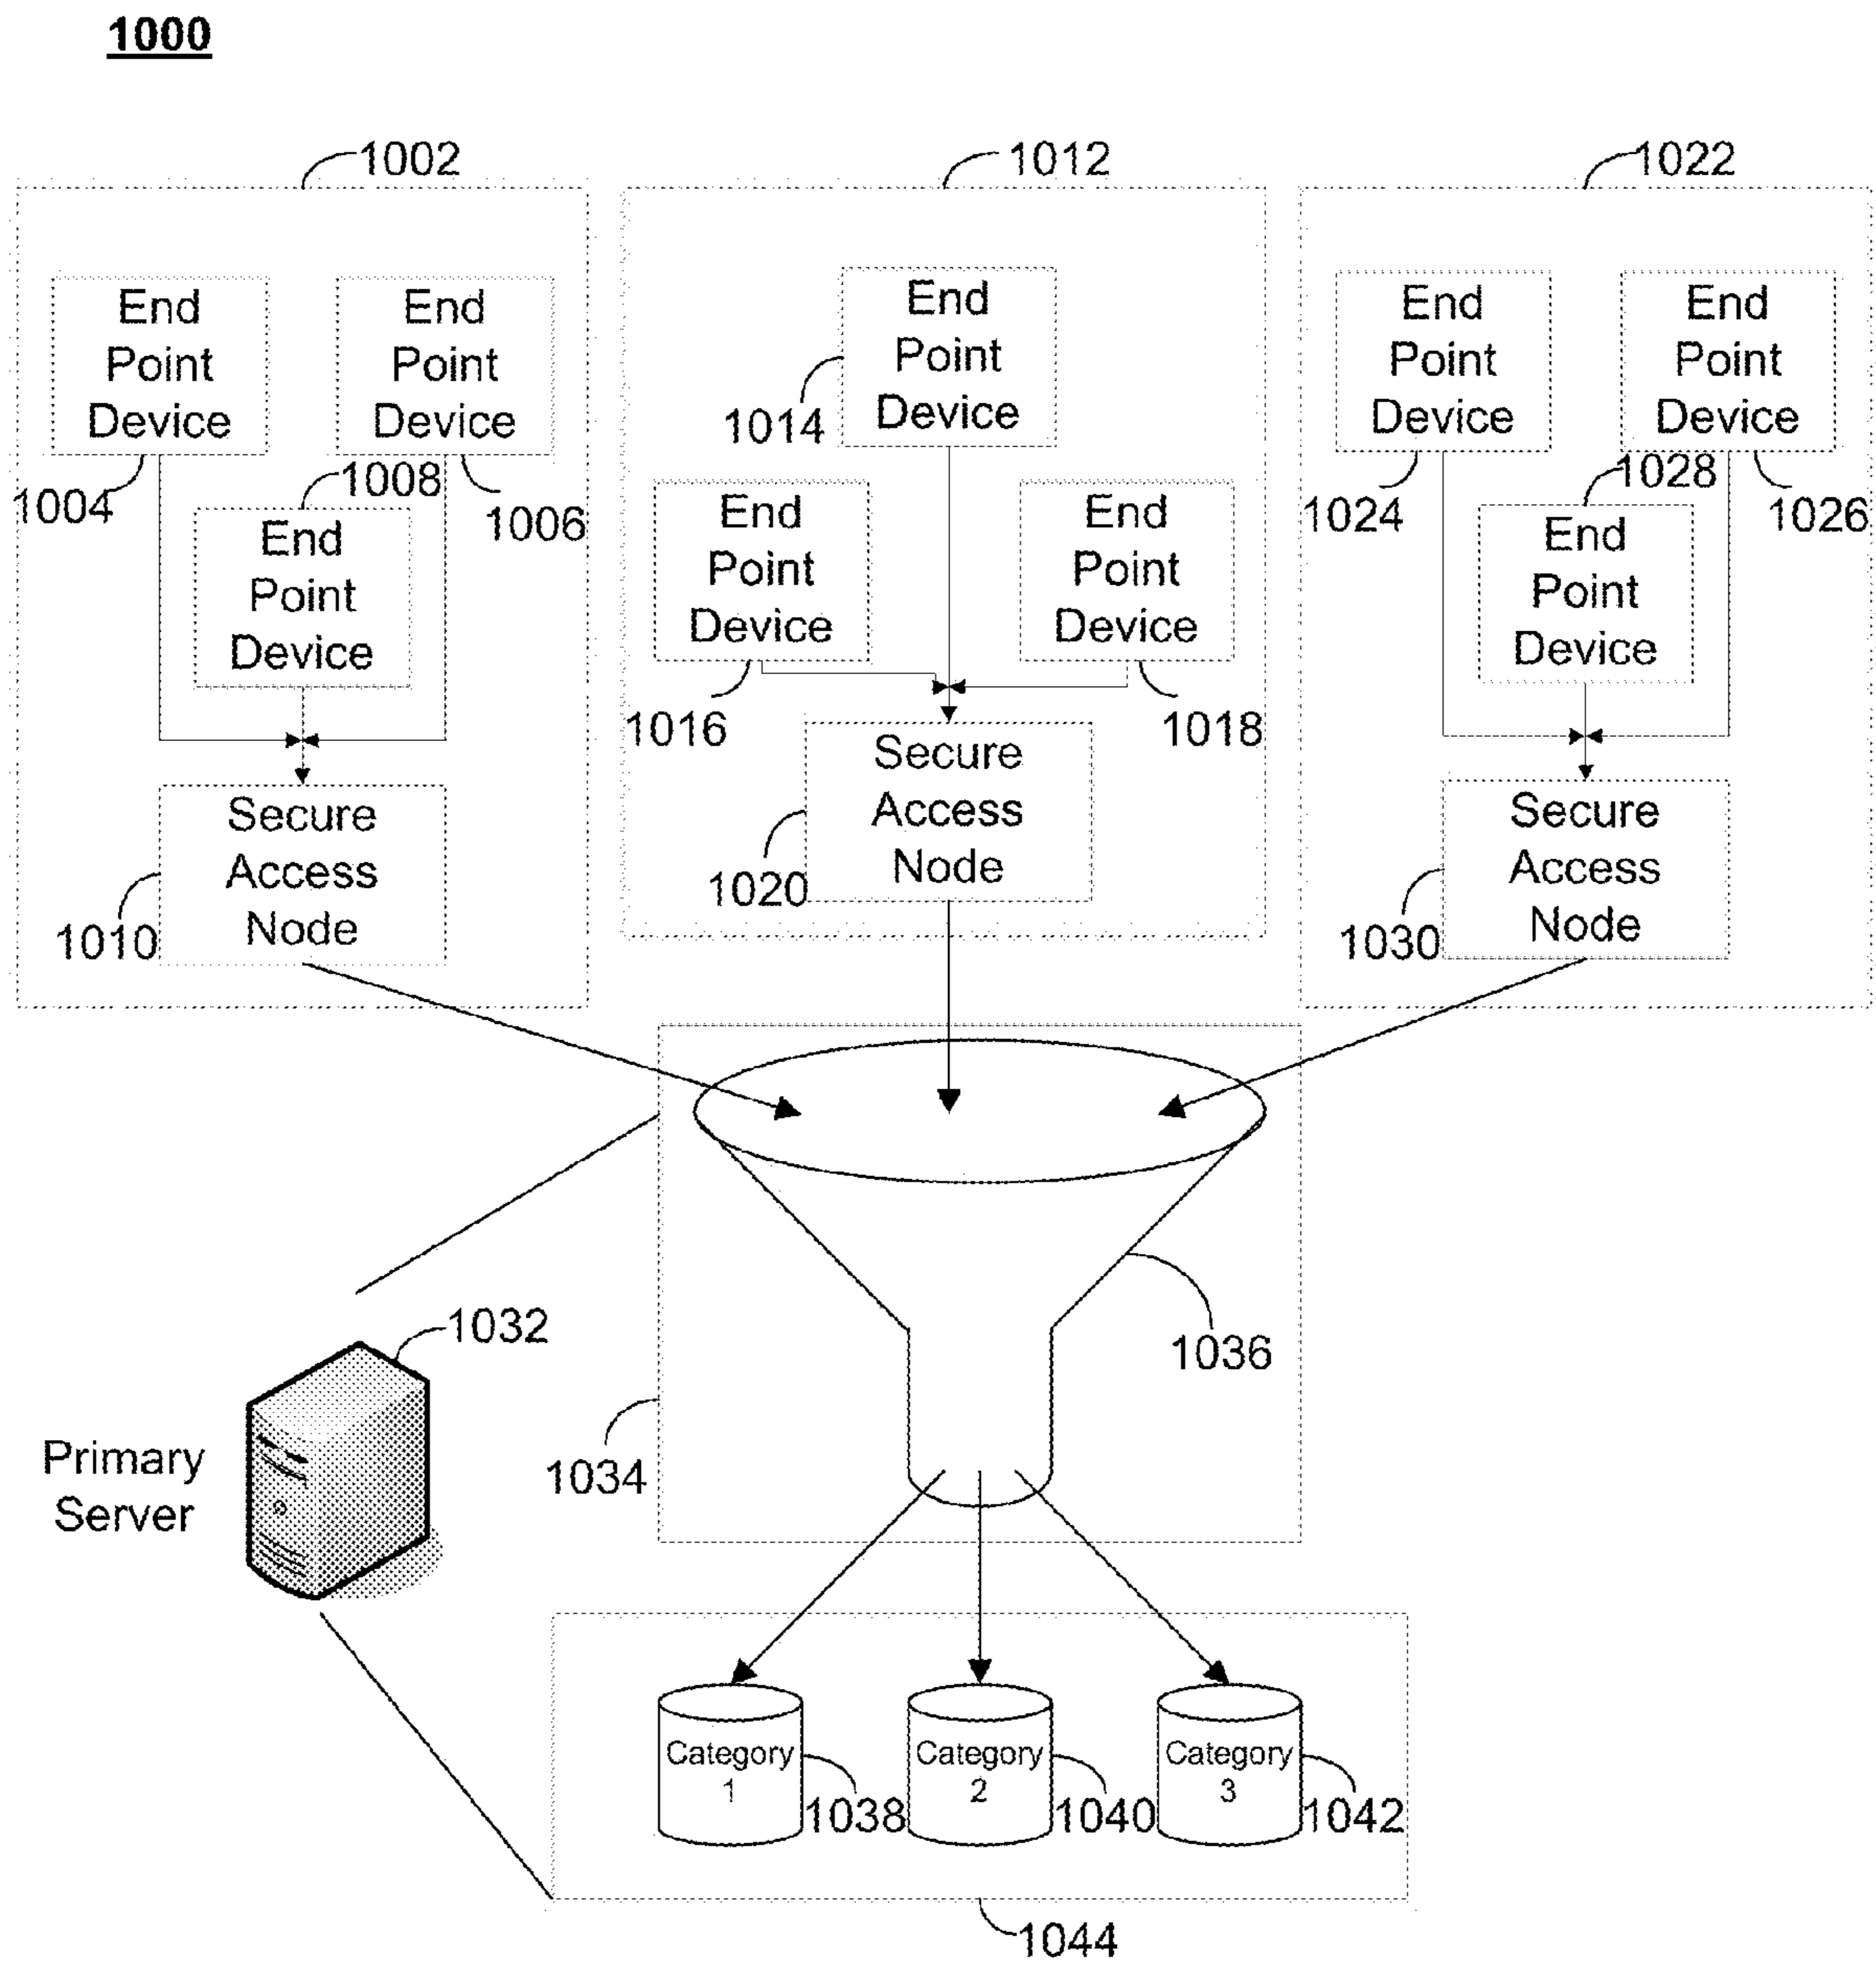 1000
1002
1012
1022
End
Point
Device
1004
End
Point
Device
1006
1008
End
Point
Device
Secure
Access
Node
1010
End
Point
Device
1014
End
Point
Device
1016
End
Point
Device
1018
Secure
Access
Node
1020
End
Point
Device
1024
End
Point
Device
1026
1028
End
Point
Device
Secure
Access
Node
1030
1032
Primary
Server
1034
1036
Category
1
1038
Category
2
1040
Category
3
1042
1044